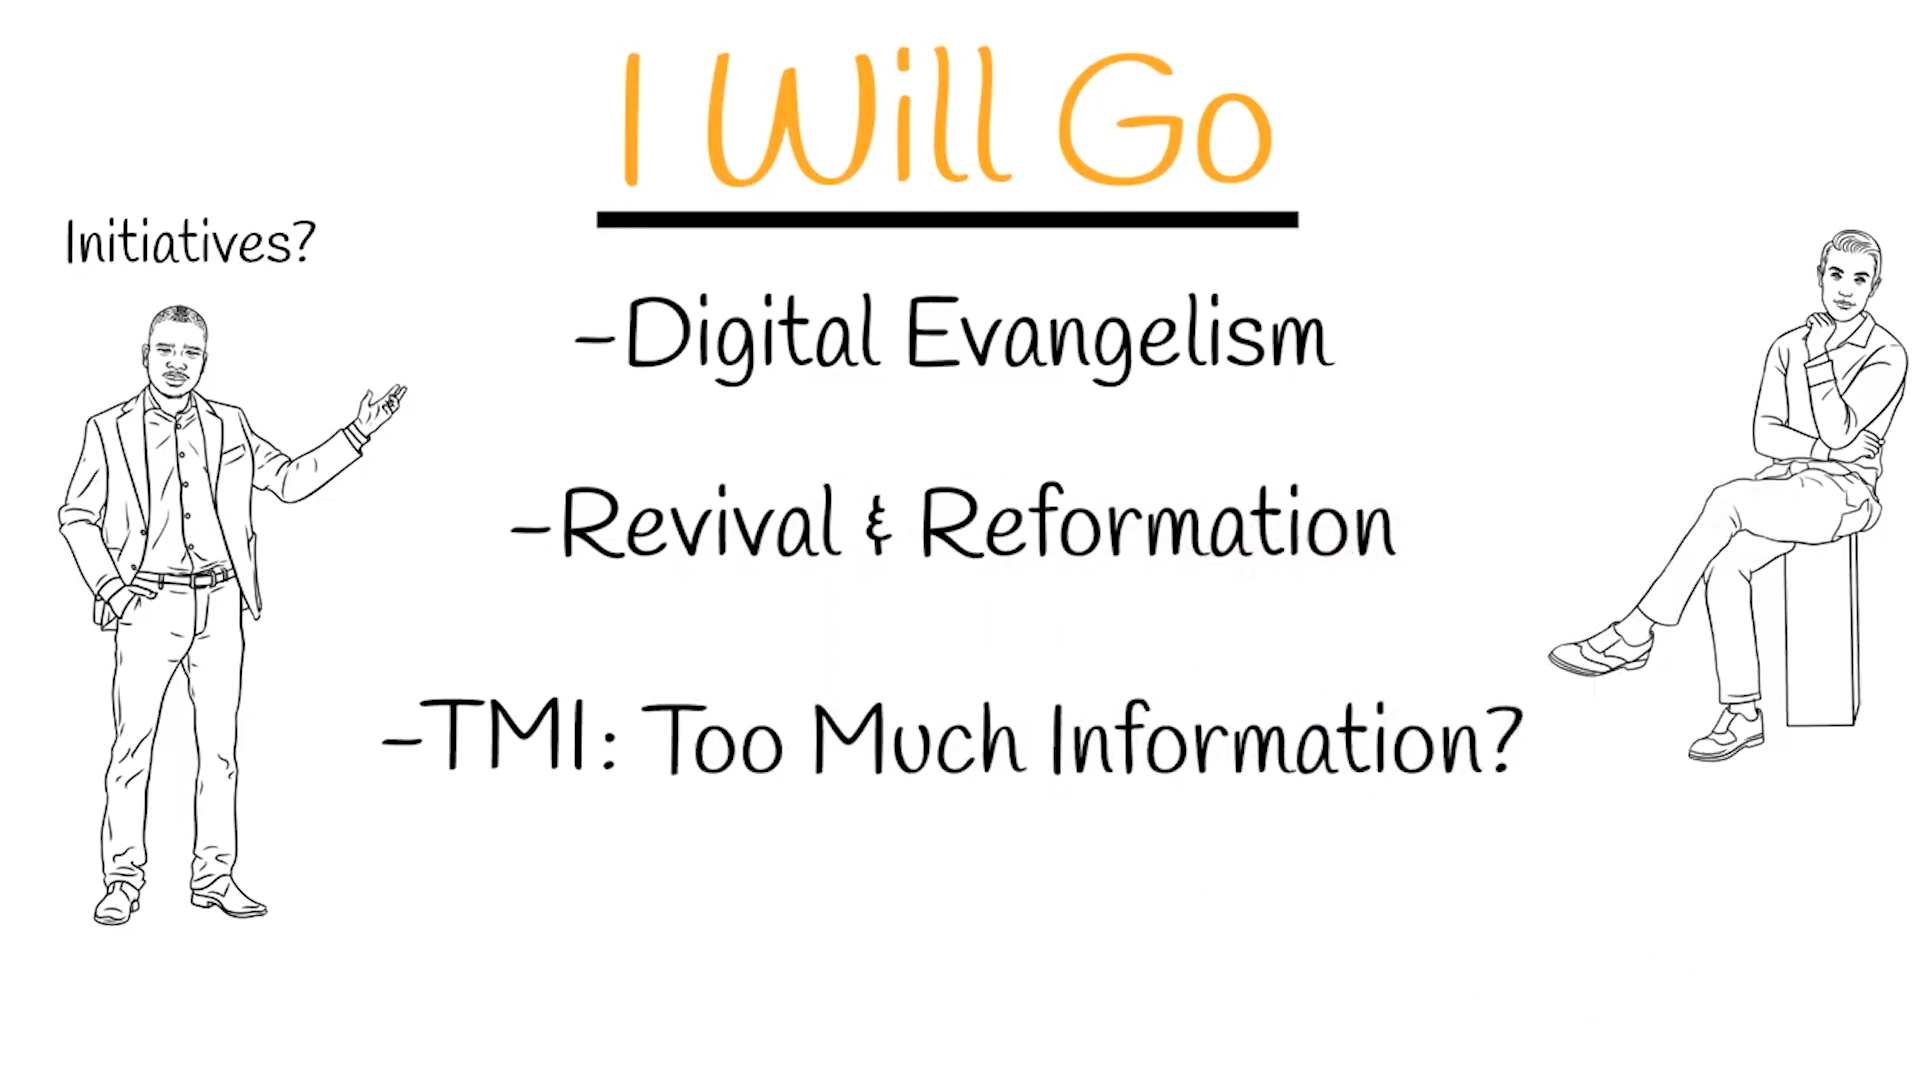 I Will Go
Initiatives?
-Digital Evangelism
-Revival & Reformation
-TMI: Too Much Information?